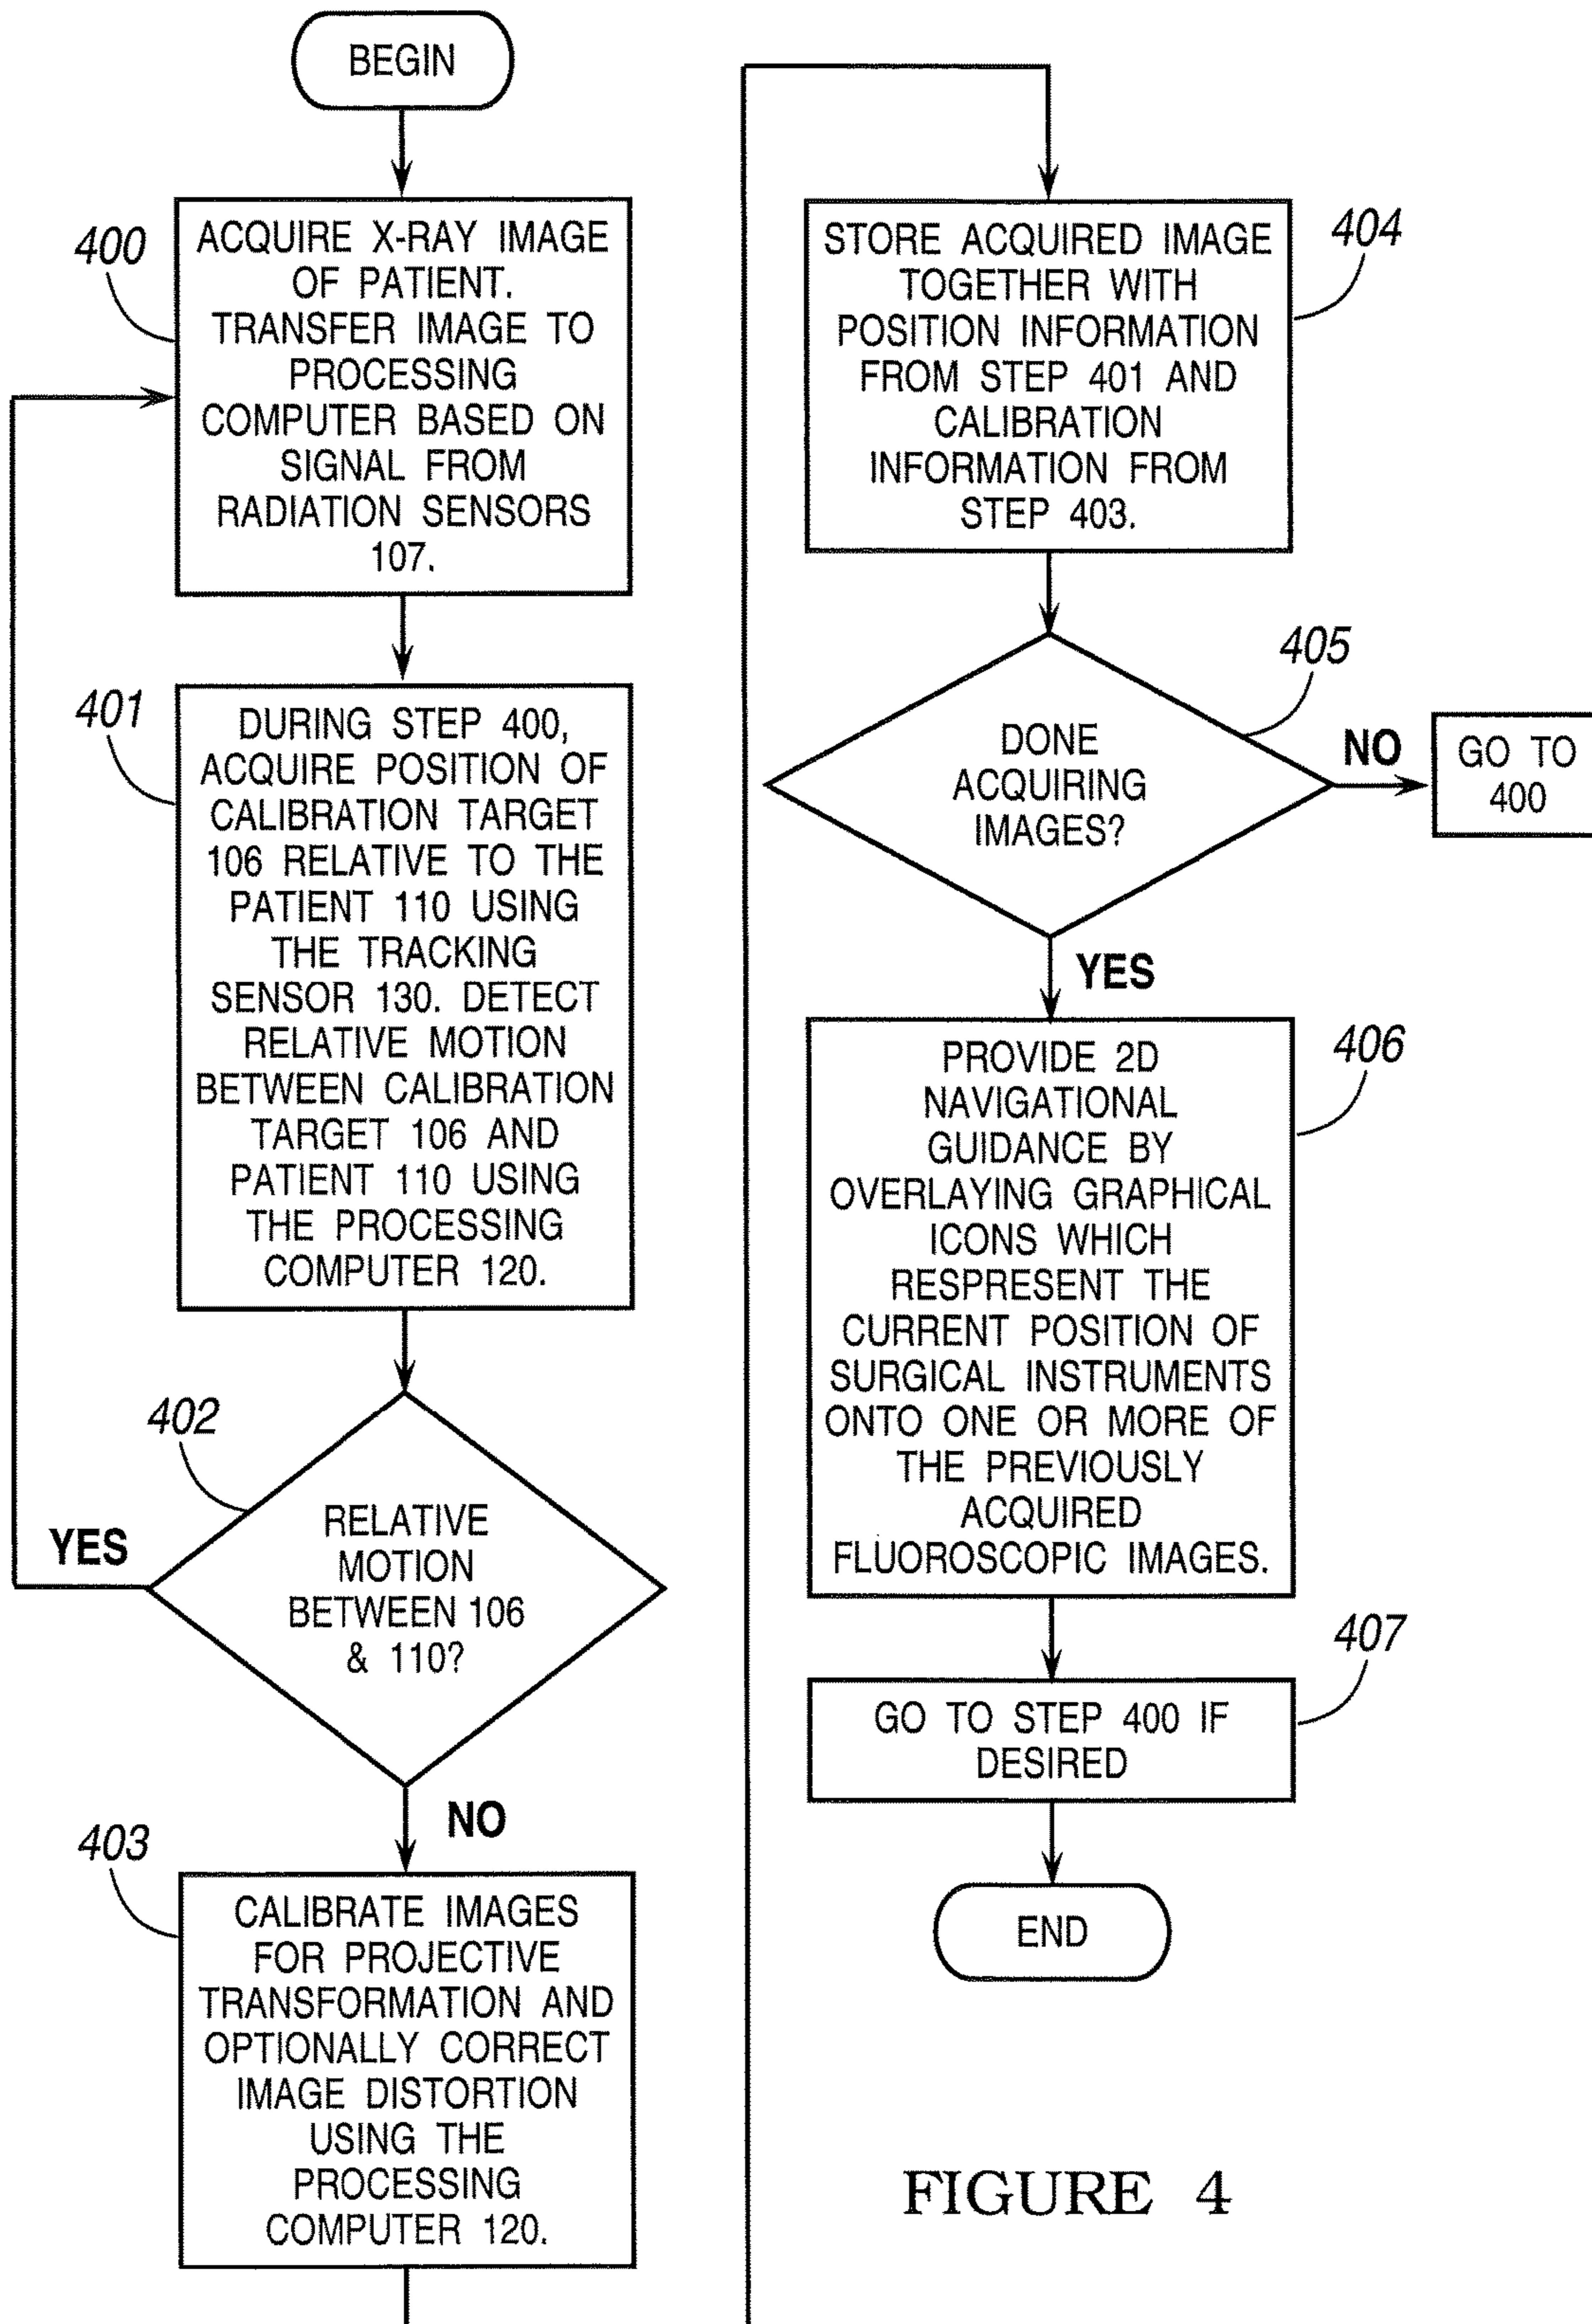 BEGIN
400
ACQUIRE X-RAY IMAGE
OF PATIENT.
TRANSFER IMAGE TO
PROCESSING
COMPUTER BASED ON
SIGNAL FROM
RADIATION SENSORS
107.
401
DURING STEP 400,
ACQUIRE POSITION OF
CALIBRATION TARGET
106 RELATIVE TO THE
PATIENT 110 USING
THE TRACKING
SENSOR 130. DETECT
RELATIVE MOTION
BETWEEN CALIBRATION
TARGET 106 AND
PATIENT 110 USING
THE PROCESSING
COMPUTER 120.
402
RELATIVE
MOTION
BETWEEN 106
& 110?
YES
NO
403
CALIBRATE IMAGES
FOR PROJECTIVE
TRANSFORMATION AND
OPTIONALLY CORRECT
IMAGE DISTORTION
USING THE
PROCESSING
COMPUTER 120.
404
STORE ACQUIRED IMAGE
TOGETHER WITH
POSITION INFORMATION
FROM STEP 401 AND
CALIBRATION
INFORMATION FROM
STEP 403.
405
DONE
ACQUIRING
IMAGES?
NO
GO TO
400
YES
406
PROVIDE 2D
NAVIGATIONAL
GUIDANCE BY
OVERLAYING GRAPHICAL
ICONS WHICH
RESPRESENT THE
CURRENT POSITION OF
SURGICAL INSTRUMENTS
ONTO ONE OR MORE OF
THE PREVIOUSLY
ACQUIRED
FLUOROSCOPIC IMAGES.
407
GO TO STEP 400 IF
DESIRED
END
FIGURE 4